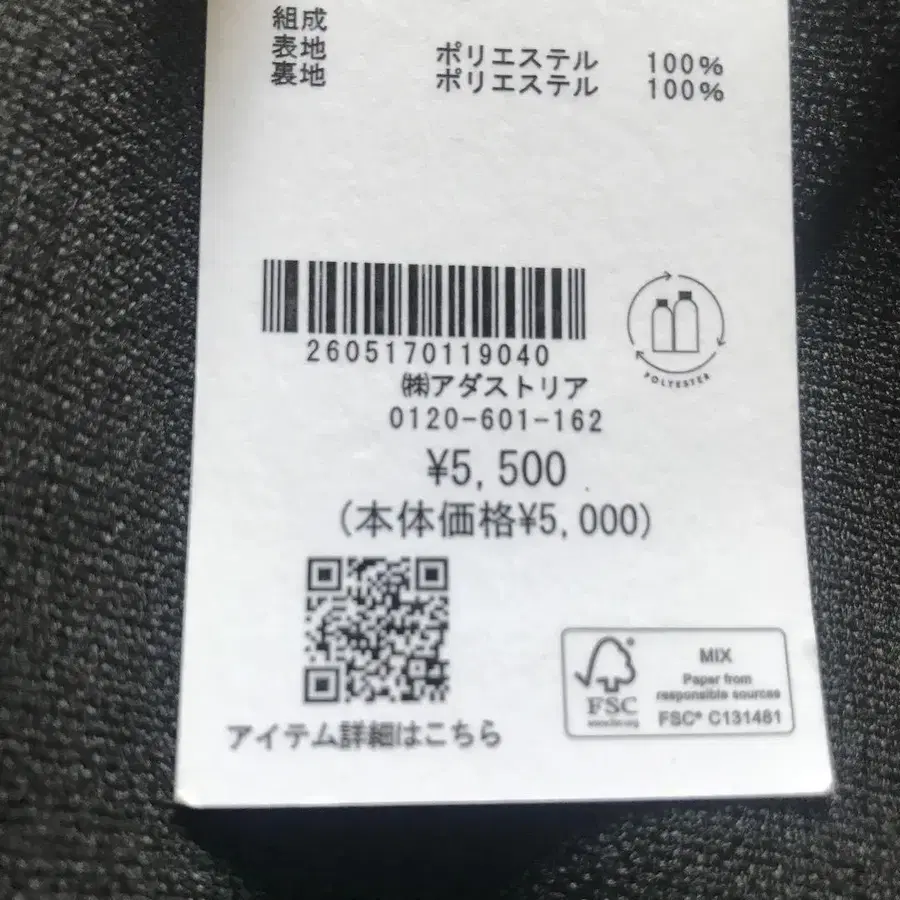 組成
表地 ポリエステル 100%
裏地 ポリエステル 100%
2605170119040
㈱アダストリア
0120-601-162
¥5,500
(本体価格¥5,000)
POLYESTER
アイテム詳細はこちら
FSC
www.fsc.org
MIX
Paper from
responsible sources
FSC® C131481